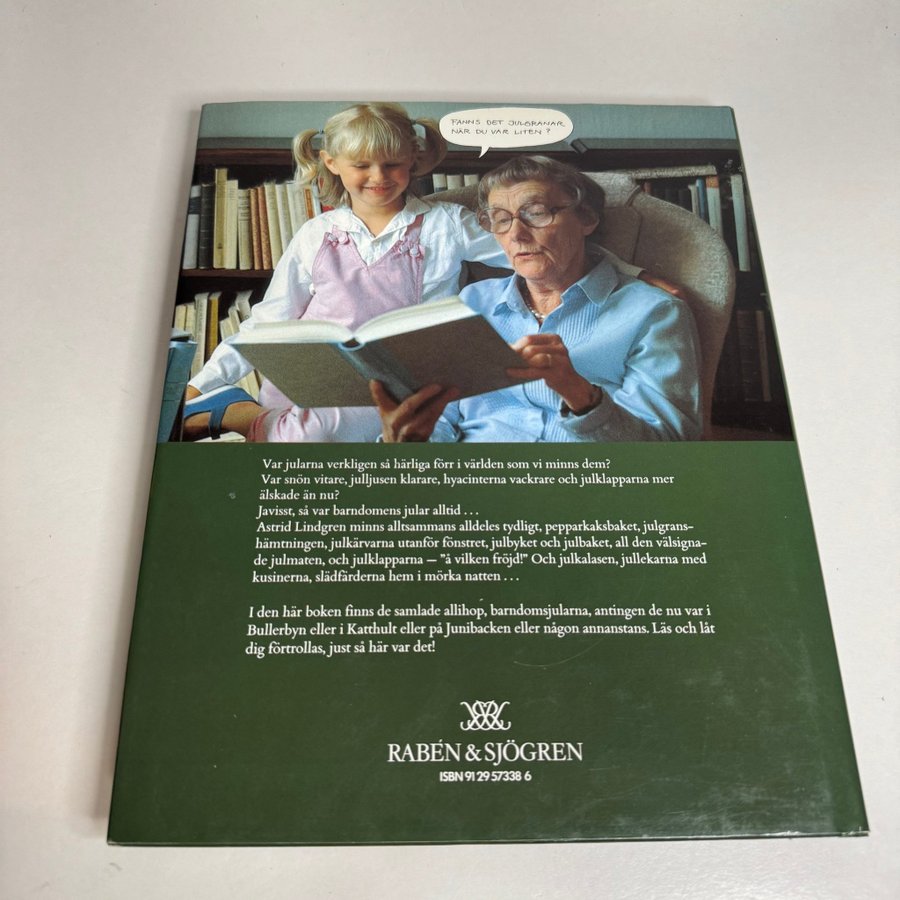 FANNS DET JULGRANAR
NÄR DU VAR LITEN?
Var jularna verkligen så härliga förr i världen som vi minns dem?
Var snön vitare, julljusen klarare, hyacinterna vackrare och julklapparna mer
älskade än nu?
Javisst, så var barndomens jular alltid . . .
Astrid Lindgren minns alltsammans alldeles tydligt, pepparkaksbaket, julgrans-
hämtningen, julkärvarna utanför fönstret, julbyket och julbaket, all den välsigna-
de julmaten, och julklapparna – "å vilken fröjd!" Och julkalasen, jullekarna med
kusinerna, slädfärderna hem i mörka natten . . .
I den här boken finns de samlade allihop, barndomsjularna, antingen de nu var i
Bullerbyn eller i Katthult eller på Junibacken eller någon annanstans. Läs och låt
dig förtrollas, just så här var det!
RABÉN & SJÖGREN
ISBN 91 29 57338 6